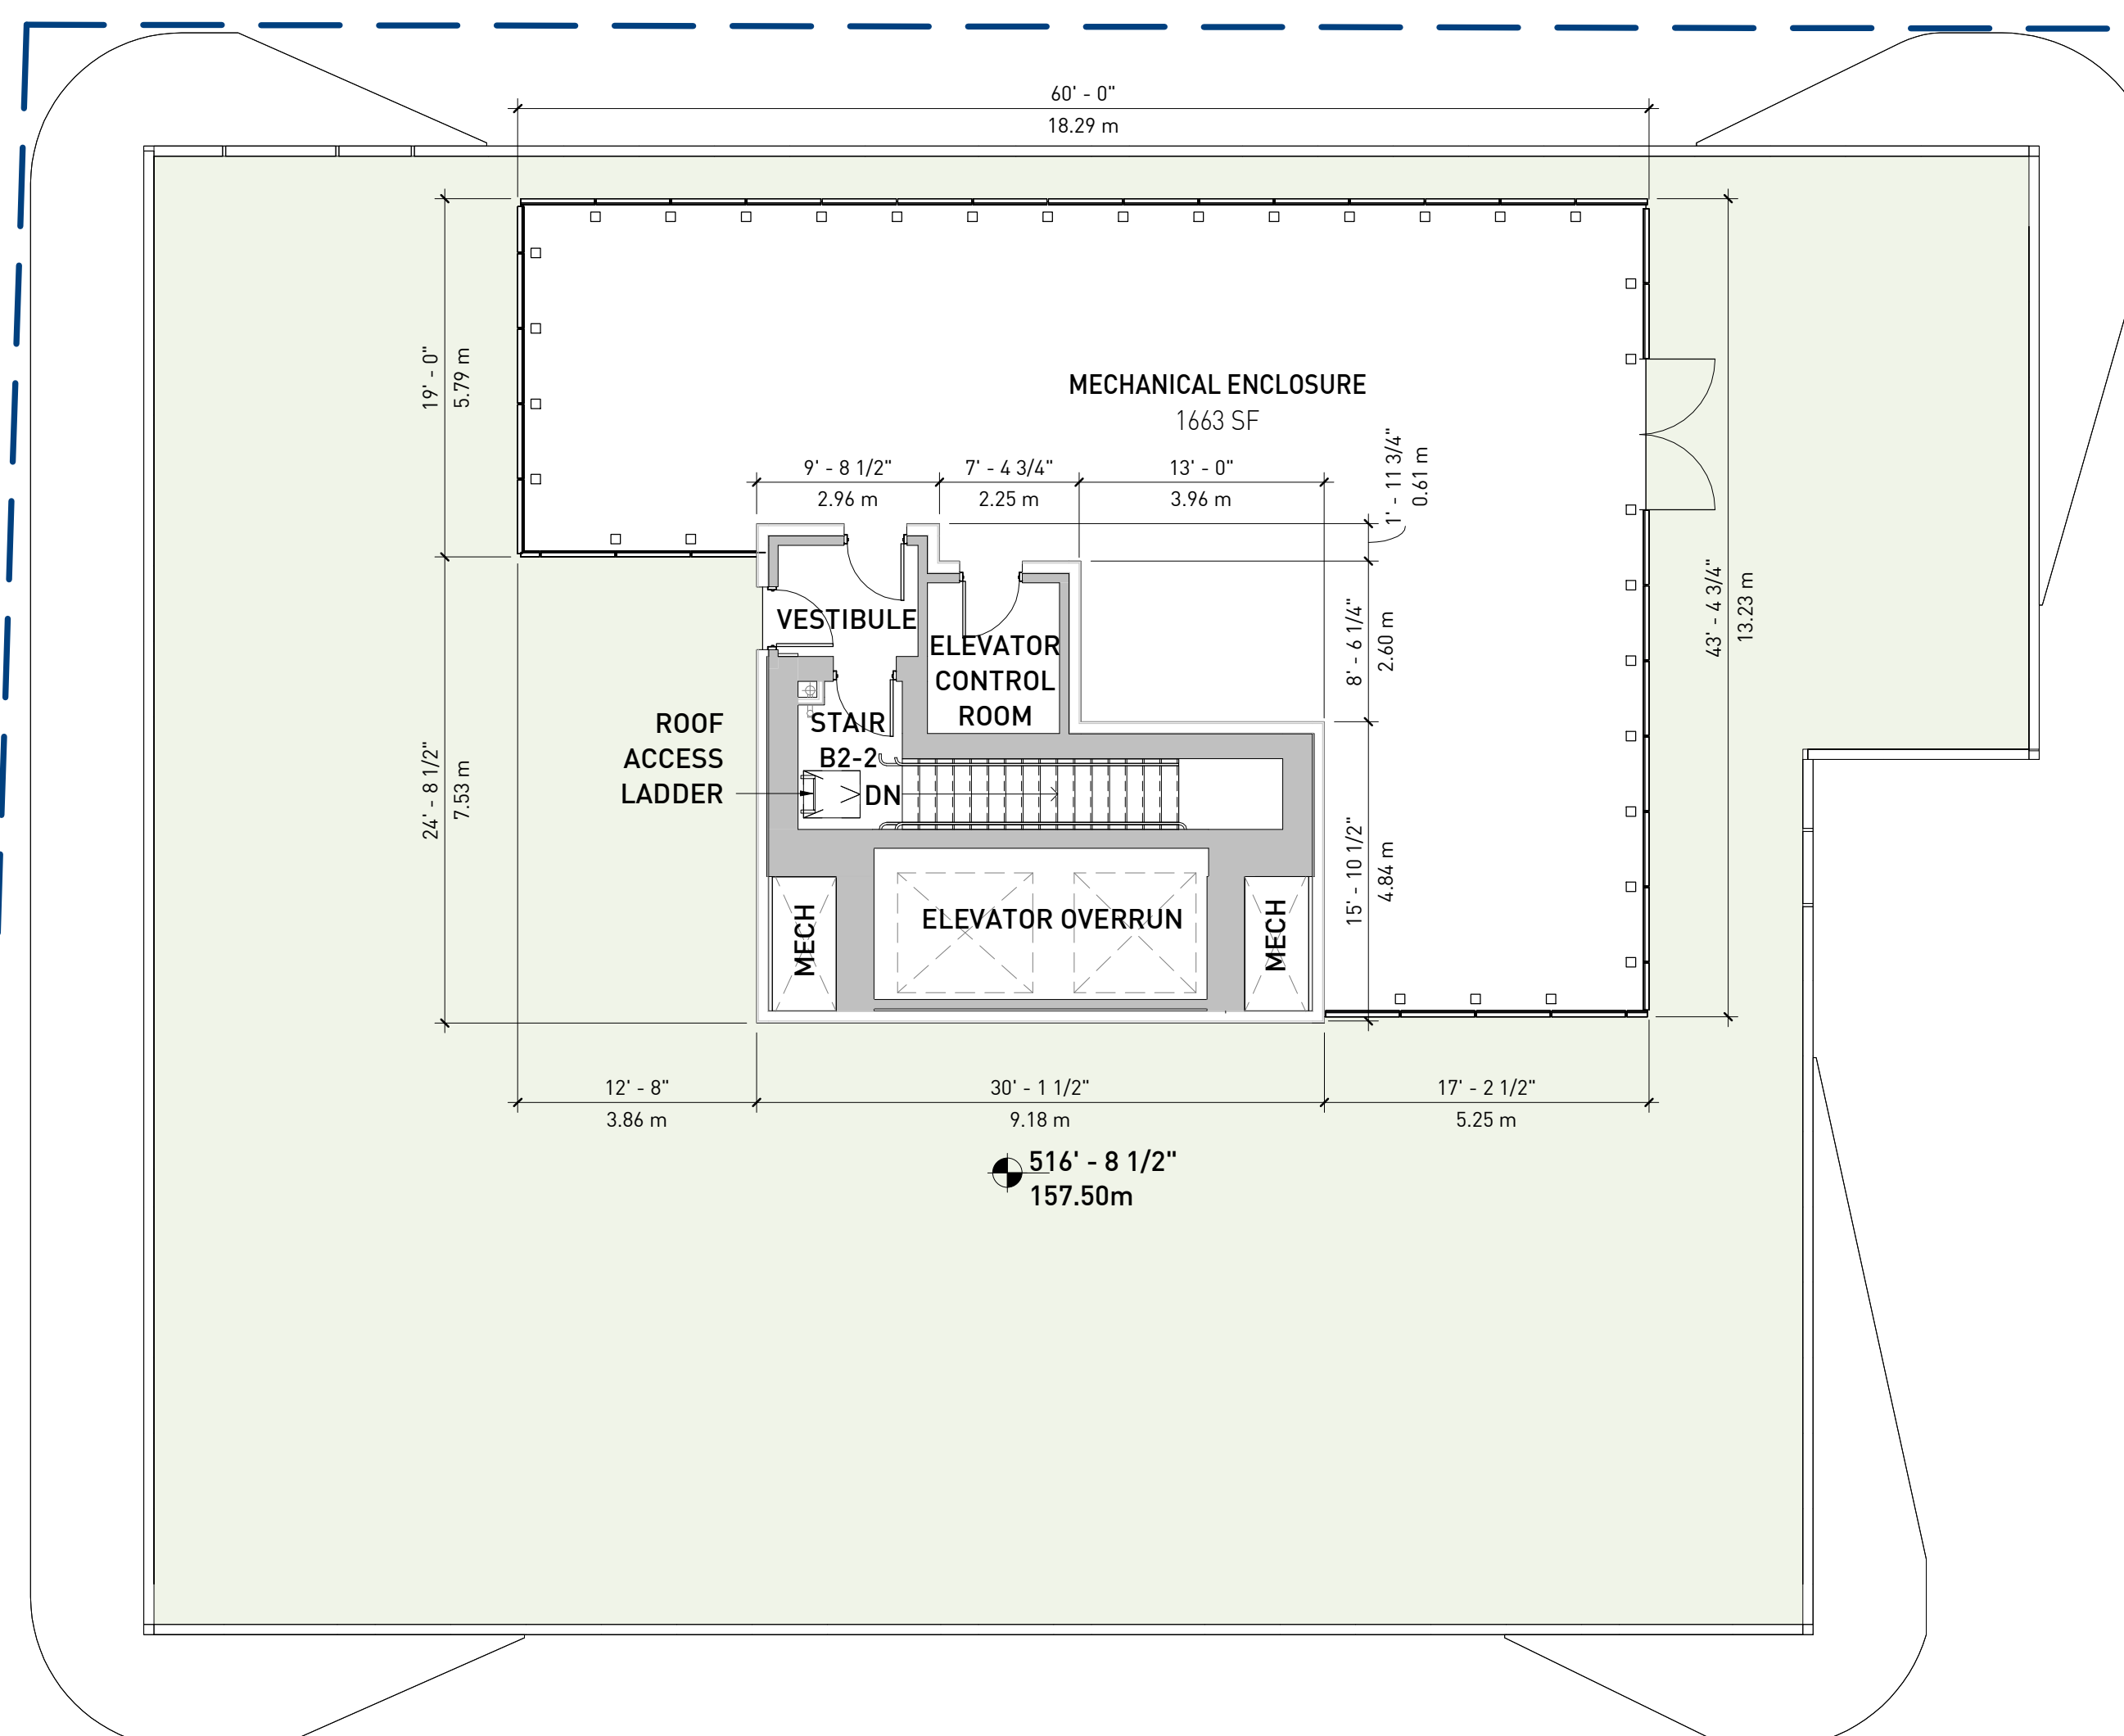 60' - 0"
18.29 m
19' - 0"
5.79 m
MECHANICAL ENCLOSURE
1663 SF
1' - 11 3/4"
0.61 m
9' - 8 1/2"
7' - 4 3/4"
13' - 0"
2.96 m
2.25 m
3.96 m
43' - 4 3/4"
13.23 m
8' - 6 1/4"
2.60 m
VESTIBULE
ELEVATOR
CONTROL
ROOM
STAIR
B2-2
DN
ROOF
ACCESS
LADDER
24' - 8 1/2"
7.53 m
15' - 10 1/2"
4.84 m
MECH
ELEVATOR OVERRUN
MECH
12' - 8"
30' - 1 1/2"
17' - 2 1/2"
3.86 m
9.18 m
5.25 m
516' - 8 1/2"
157.50m